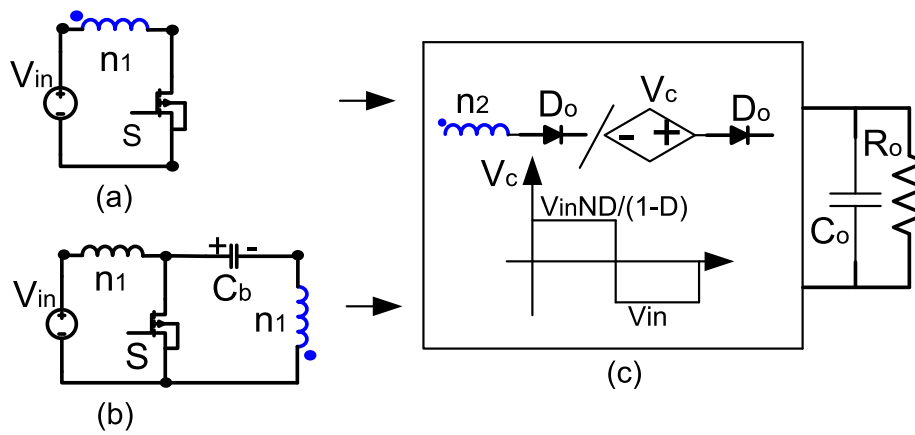 n1
Vin
S
(a)
n1
Vin
Cb
n1
S
(b)
n2
Do
Vc
Do
- +
Vc
VinND/(1-D)
Vin
Ro
Co
(c)
+ -